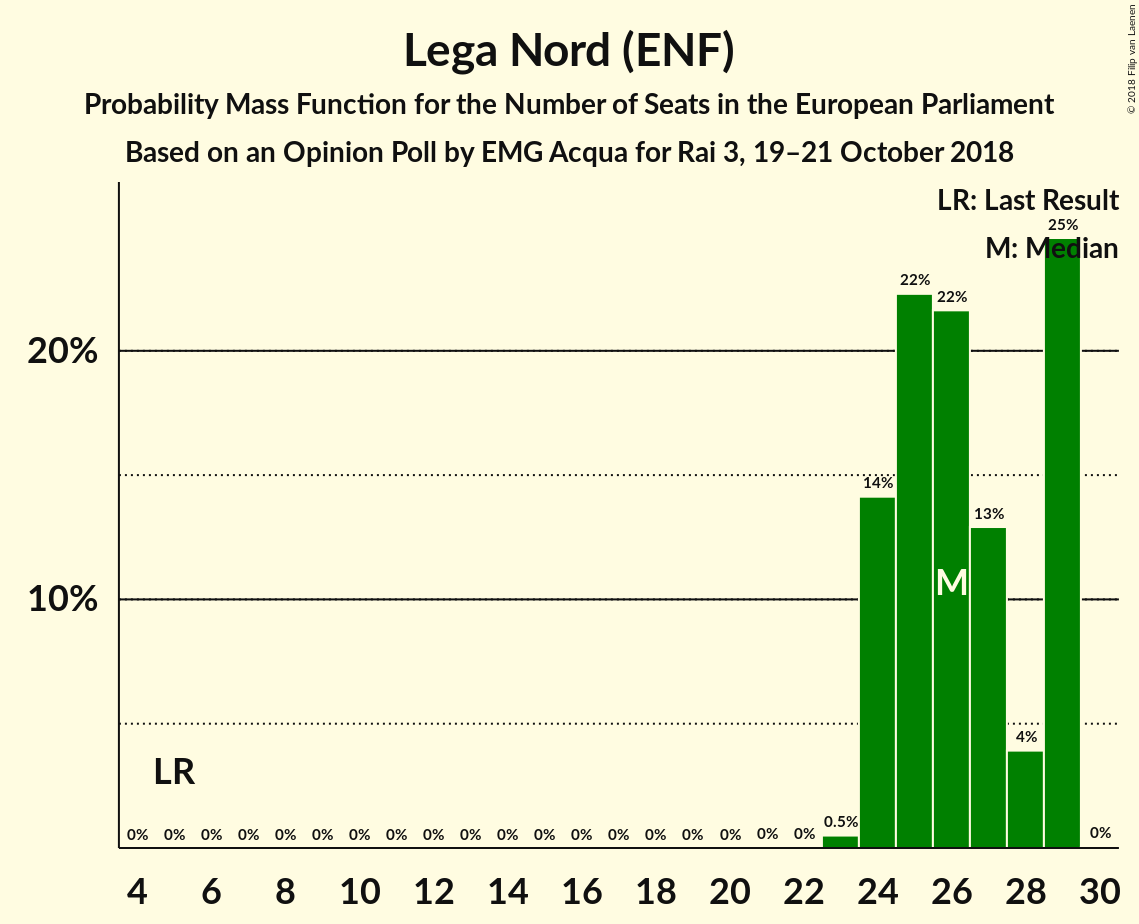 Lega Nord (ENF)
Probability Mass Function for the Number of Seats in the European Parliament
Based on an Opinion Poll by EMG Acqua for Rai 3, 19–21 October 2018
© 2018 Filip van Laenen
LR: Last Result
M: Median
25%
22%
22%
20%
14%
13%
10%
M
4%
LR
0% 0% 0% 0% 0% 0% 0% 0% 0% 0% 0% 0% 0% 0% 0% 0% 0% 0% 0% 0.5% 0%
4 6 8 10 12 14 16 18 20 22 24 26 28 30